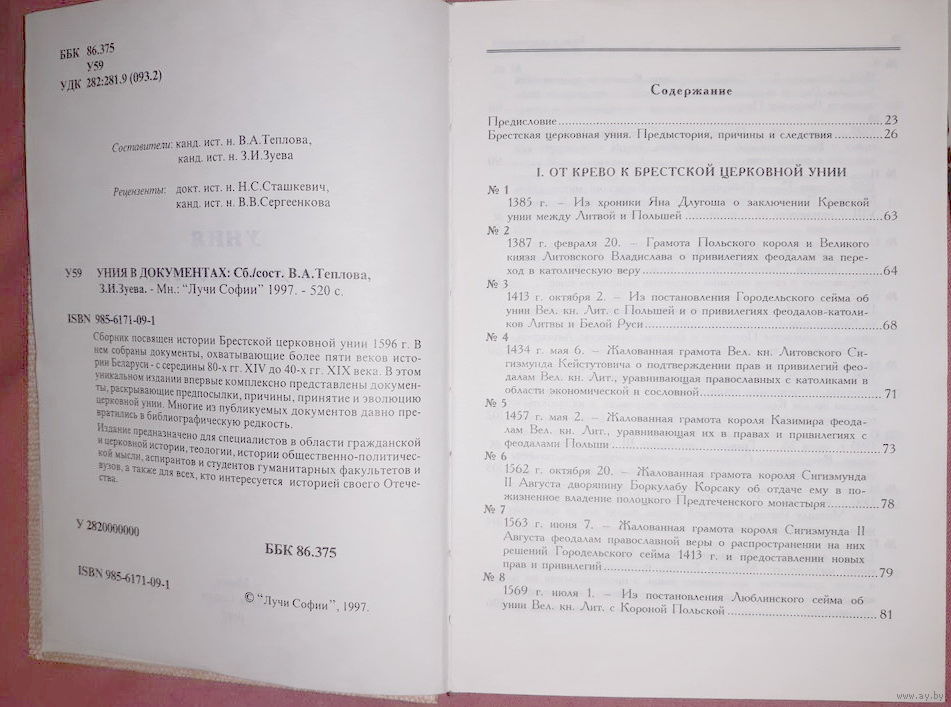 ББК 86.375
У59
УДК 282:281.9 (093.2)
Составители: канд. ист. н. В.А.Теплова,
канд. ист. н. З.И.Зуева
Рецензенты: докт. ист. н. Н.С.Сташкевич,
канд. ист. н. В.В.Сергеенкова
У59 УНИЯ В ДОКУМЕНТАХ: Сб./сост. В.А.Теплова,
З.И.Зуева. - Мн.: “Лучи Софии” 1997. - 520 с.
ISBN 985-6171-09-1
Сборник посвящен истории Брестской церковной унии 1596 г. В
нем собраны документы, охватывающие более пяти веков исто-
рии Беларуси - с середины 80-х гг. XIV до 40-х гг. XIX века. В этом
уникальном издании впервые комплексно представлены докумен-
ты, раскрывающие предпосылки, причины, принятие и эволюцию
церковной унии. Многие из публикуемых документов давно пре-
вратились в библиографическую редкость.
Издание предназначено для специалистов в области гражданской
и церковной истории, теологии, истории общественно-политичес-
кой мысли, аспирантов и студентов гуманитарных факультетов и
вузов, а также для всех, кто интересуется историей своего Отече-
ства.
У 2820000000
ББК 86.375
ISBN 985-6171-09-1
© “Лучи Софии”, 1997.
Содержание
Предисловие 23
Брестская церковная уния. Предыстория, причины и следствия 26
I. ОТ КРЕВО К БРЕСТСКОЙ ЦЕРКОВНОЙ УНИИ
№ 1
1385 г. – Из хроники Яна Длугоша о заключении Кревской
унии между Литвой и Польшей 63
№ 2
1387 г. февраля 20. – Грамота Польского короля и Великого
князя Литовского Владислава о привилегиях феодалам за пере-
ход в католическую веру 64
№ 3
1413 г. октября 2. – Из постановления Городельского сейма об
унии Вел. кн. Лит. с Польшей и о привилегиях феодалов-католи-
ков Литвы и Белой Руси 68
№ 4
1434 г. мая 6. – Жалованная грамота Вел. кн. Литовского Си-
гизмунда Кейстутовича о подтверждении прав и привилегий фео-
далам Вел. кн. Лит., уравнивающая православных с католиками в
области экономической и сословной 71
№ 5
1457 г. мая 2. – Жалованная грамота короля Казимира феода-
лам Вел. кн. Лит., уравнивающая их в правах и привилегиях с
феодалами Польши 73
№ 6
1562 г. октября 20. – Жалованная грамота короля Сигизмунда
II Августа дворянину Боркулабу Корсаку об отдаче ему в по-
жизненное владение полоцкого Предтеченского монастыря 78
№ 7
1563 г. июня 7. – Жалованная грамота короля Сигизмунда II
Августа феодалам православной веры о распространении на них
решений Городельского сейма 1413 г. и предоставлении новых
прав и привилегий 79
№ 8
1569 г. июля 1. – Из постановления Люблинского сейма об
унии Вел. кн. Лит. с Короной Польской 81
www.ay.by